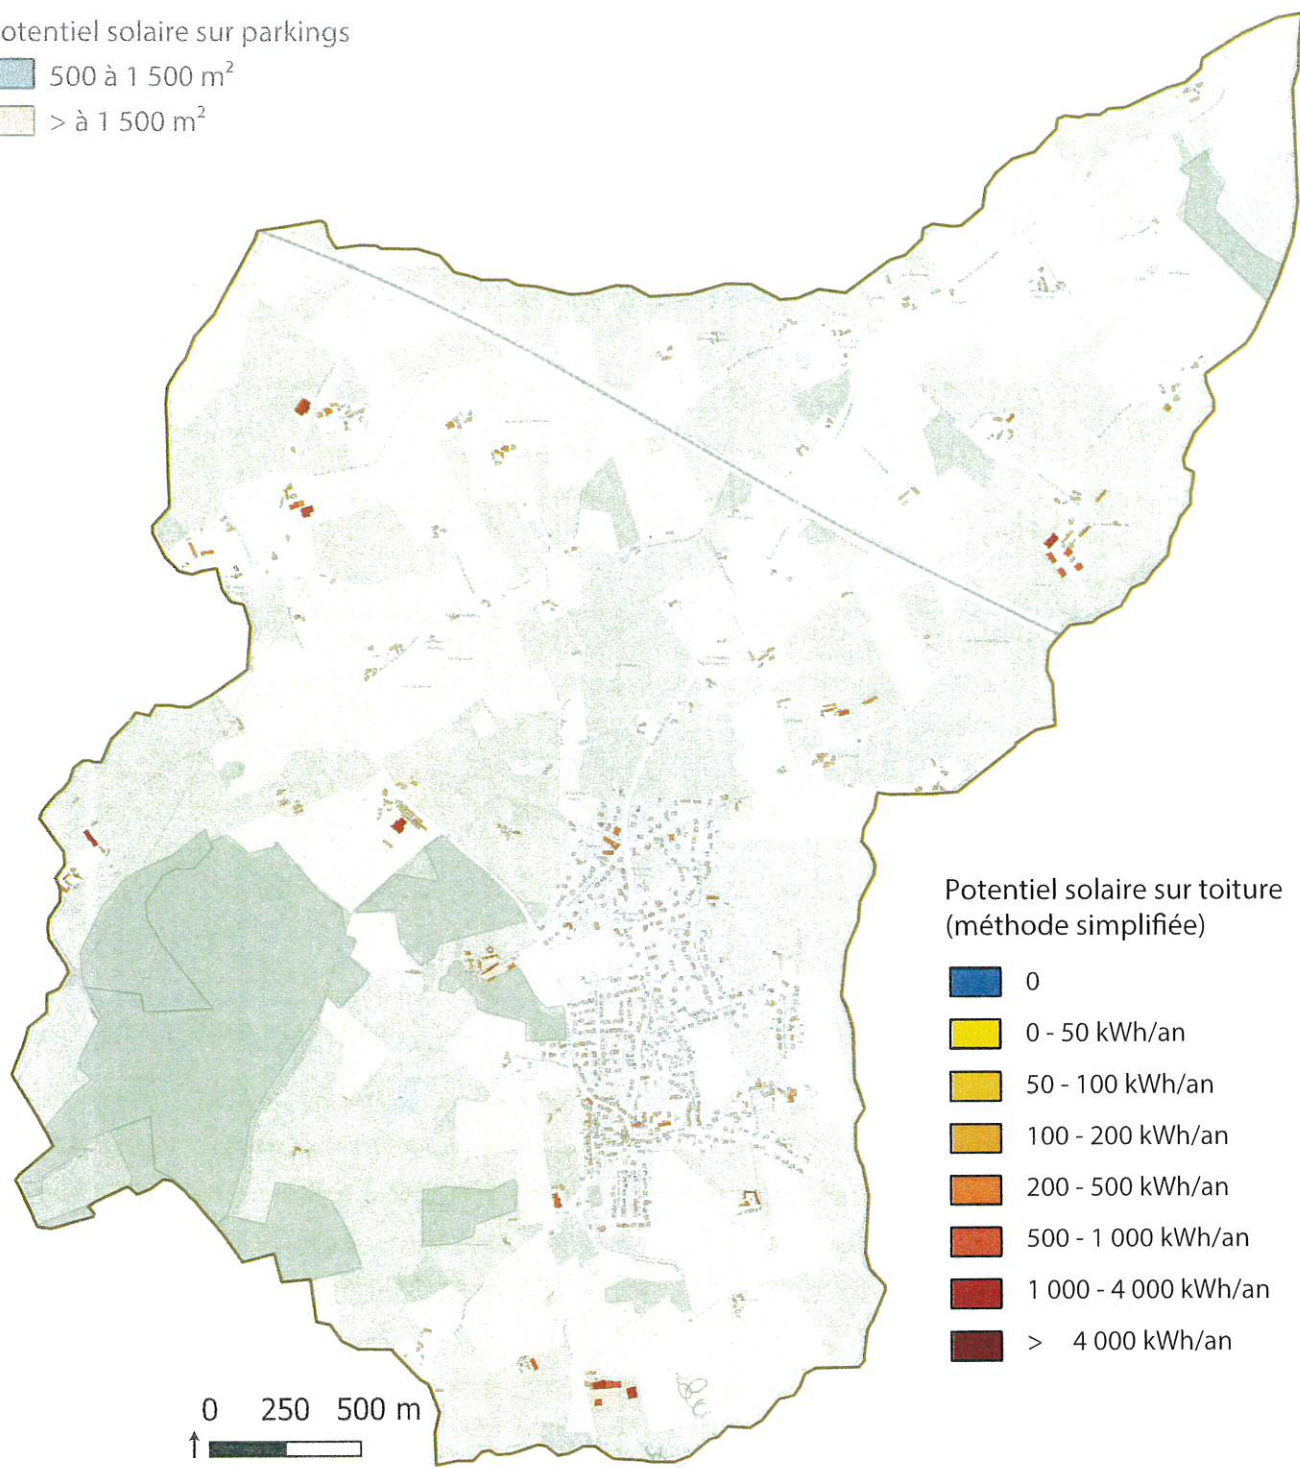 otentiel solaire sur parkings
500 à 1 500 m²
> à 1 500 m²
Potentiel solaire sur toiture
(méthode simplifiée)
0
0 - 50 kWh/an
50 - 100 kWh/an
100 - 200 kWh/an
200 - 500 kWh/an
500 - 1 000 kWh/an
1 000 - 4 000 kWh/an
> 4 000 kWh/an
0 250 500 m